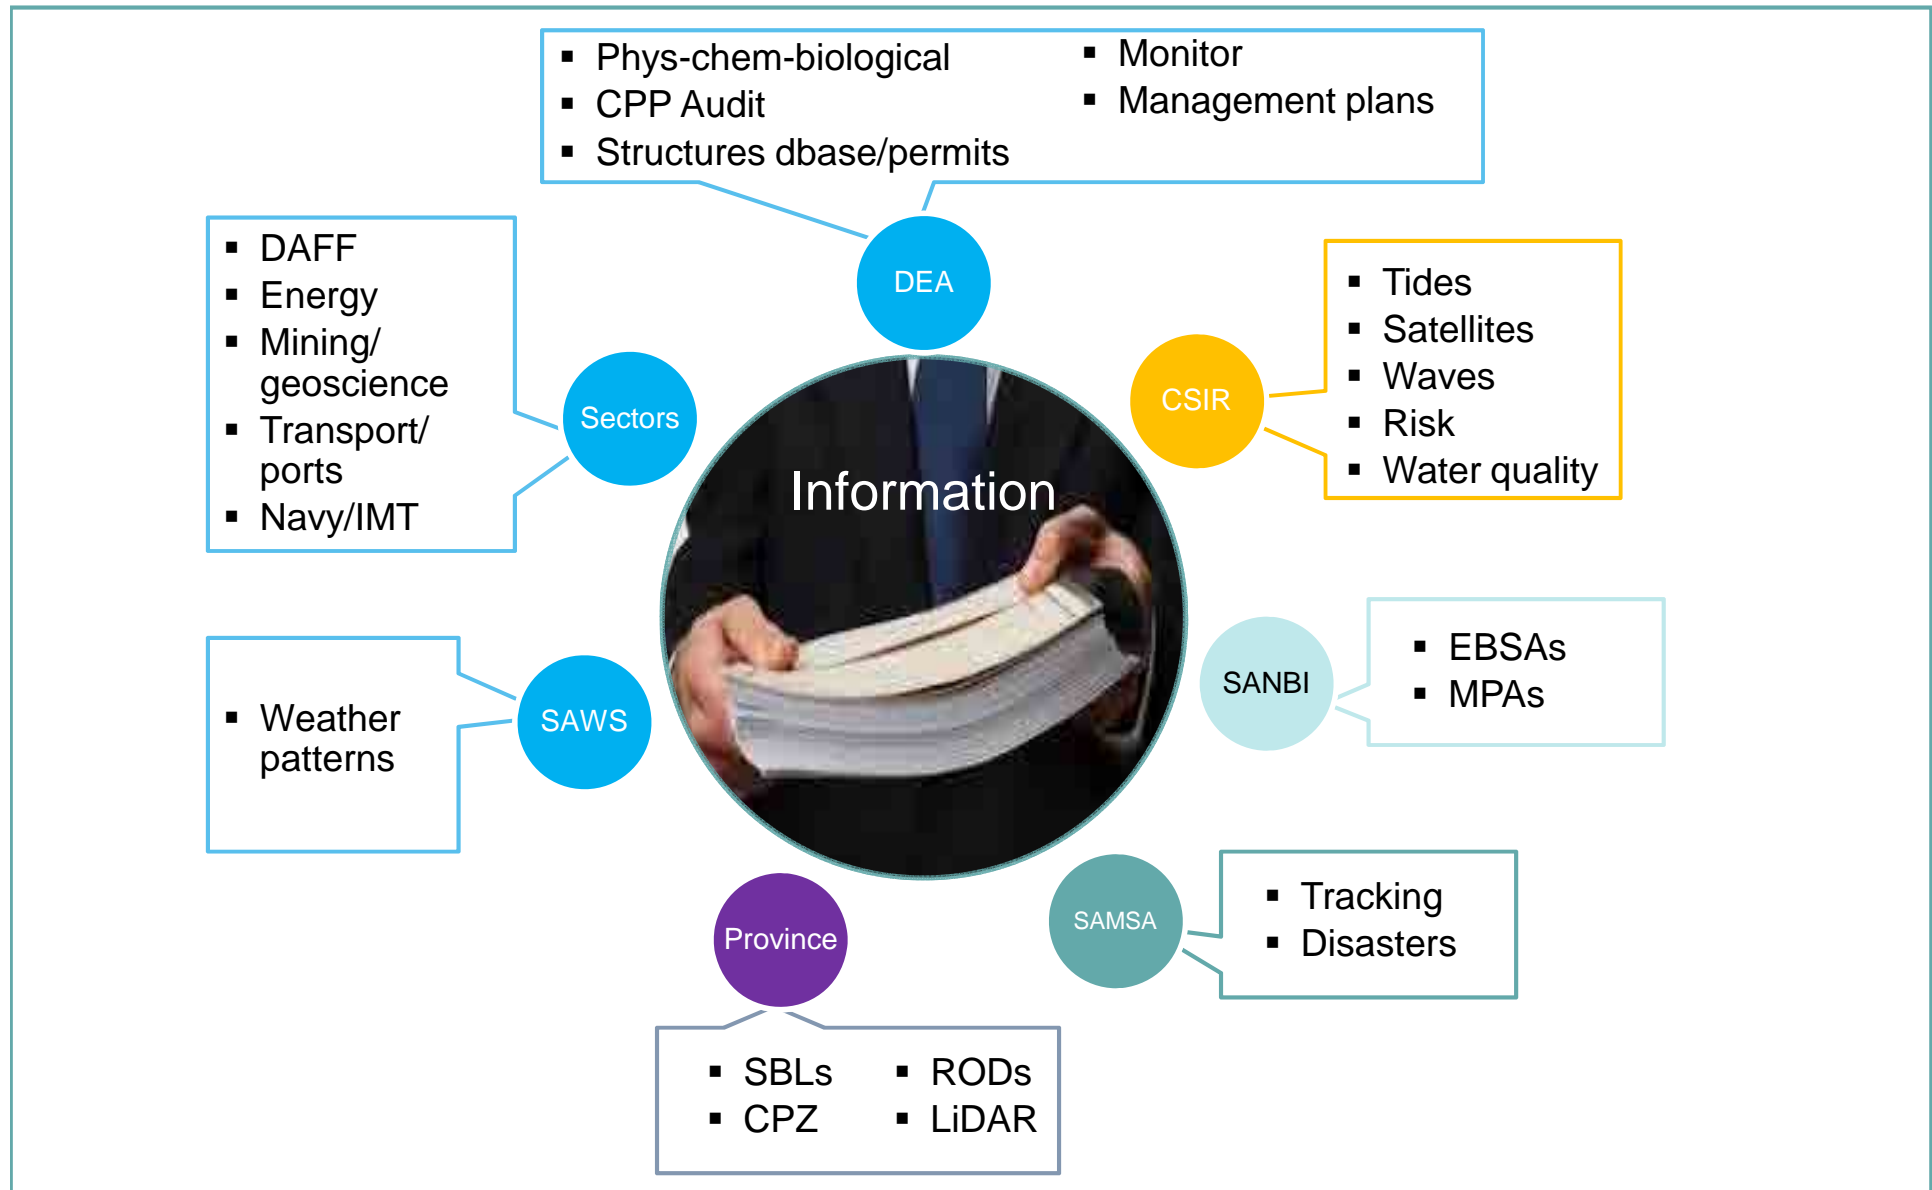 ▪ Phys-chem-biological
▪ CPP Audit
▪ Structures dbase/permits
▪ Monitor
▪ Management plans
DEA
▪ DAFF
▪ Energy
▪ Mining/
geoscience
▪ Transport/
ports
▪ Navy/IMT
Sectors
▪ Tides
▪ Satellites
▪ Waves
▪ Risk
▪ Water quality
CSIR
Information
▪ EBSAs
▪ MPAs
SANBI
▪ Weather
patterns
SAWS
▪ Tracking
▪ Disasters
SAMSA
Province
▪ SBLs
▪ CPZ
▪ RODs
▪ LiDAR